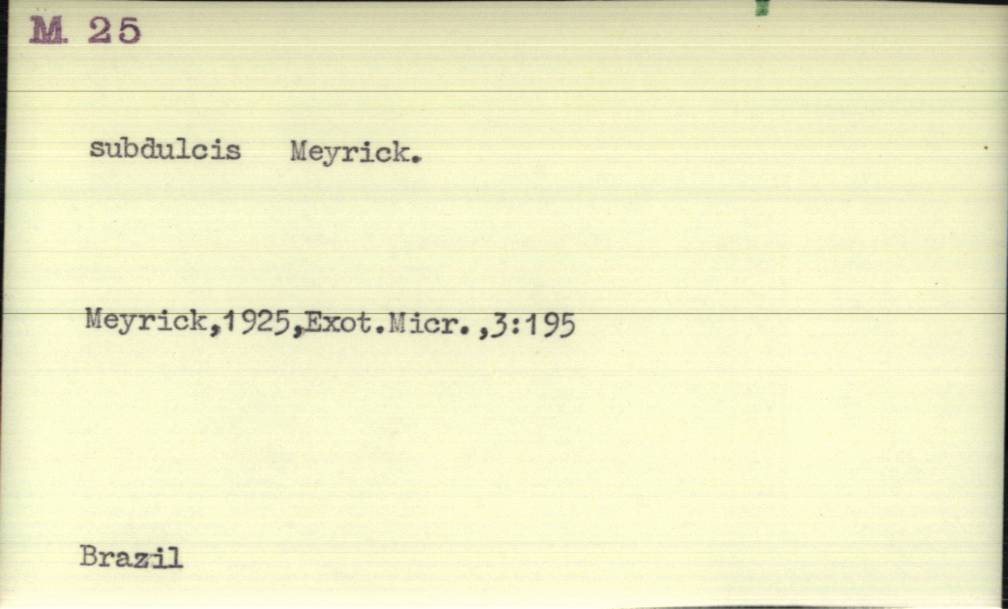 M. 25
subdulcis Meyrick.
Meyrick,1925,Exot.Micr.,3:195
Brazil